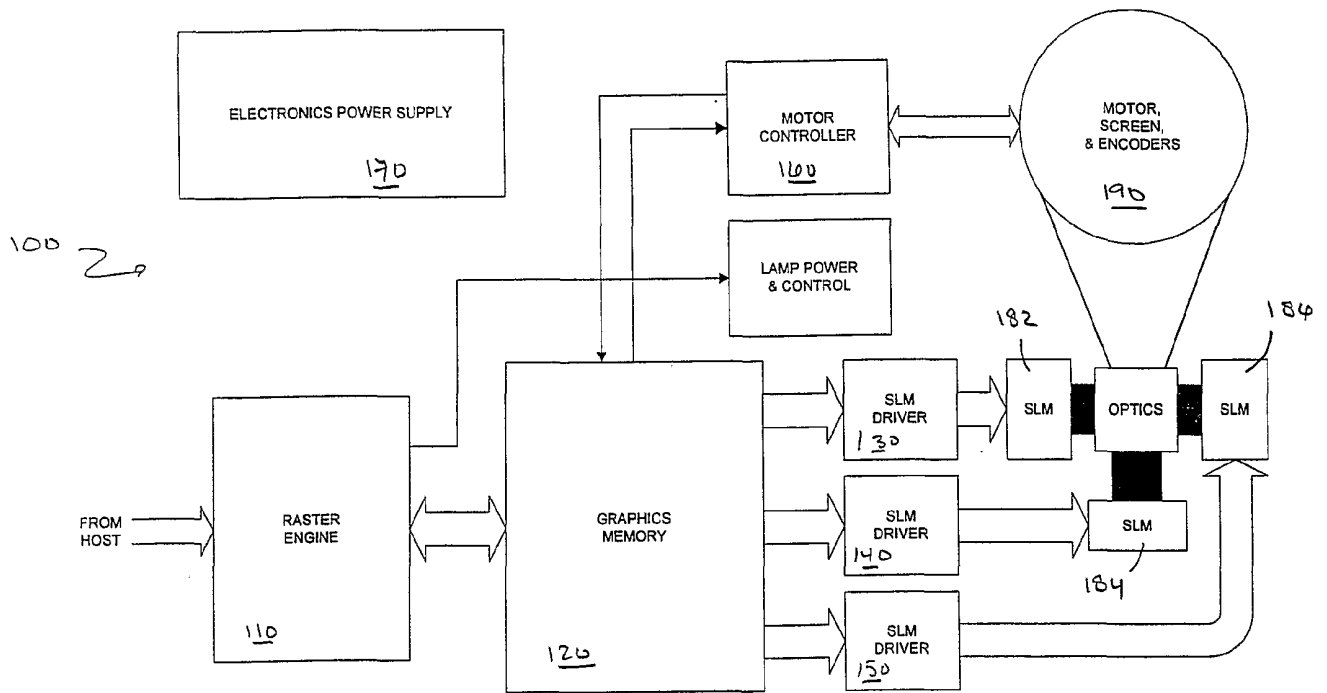 ELECTRONICS POWER SUPPLY
170
MOTOR
CONTROLLER
160
MOTOR,
SCREEN,
& ENCODERS
190
100
LAMP POWER
& CONTROL
182
186
SLM
DRIVER
130
SLM
OPTICS
SLM
FROM
HOST
RASTER
ENGINE
110
GRAPHICS
MEMORY
120
SLM
DRIVER
140
SLM
184
SLM
DRIVER
150